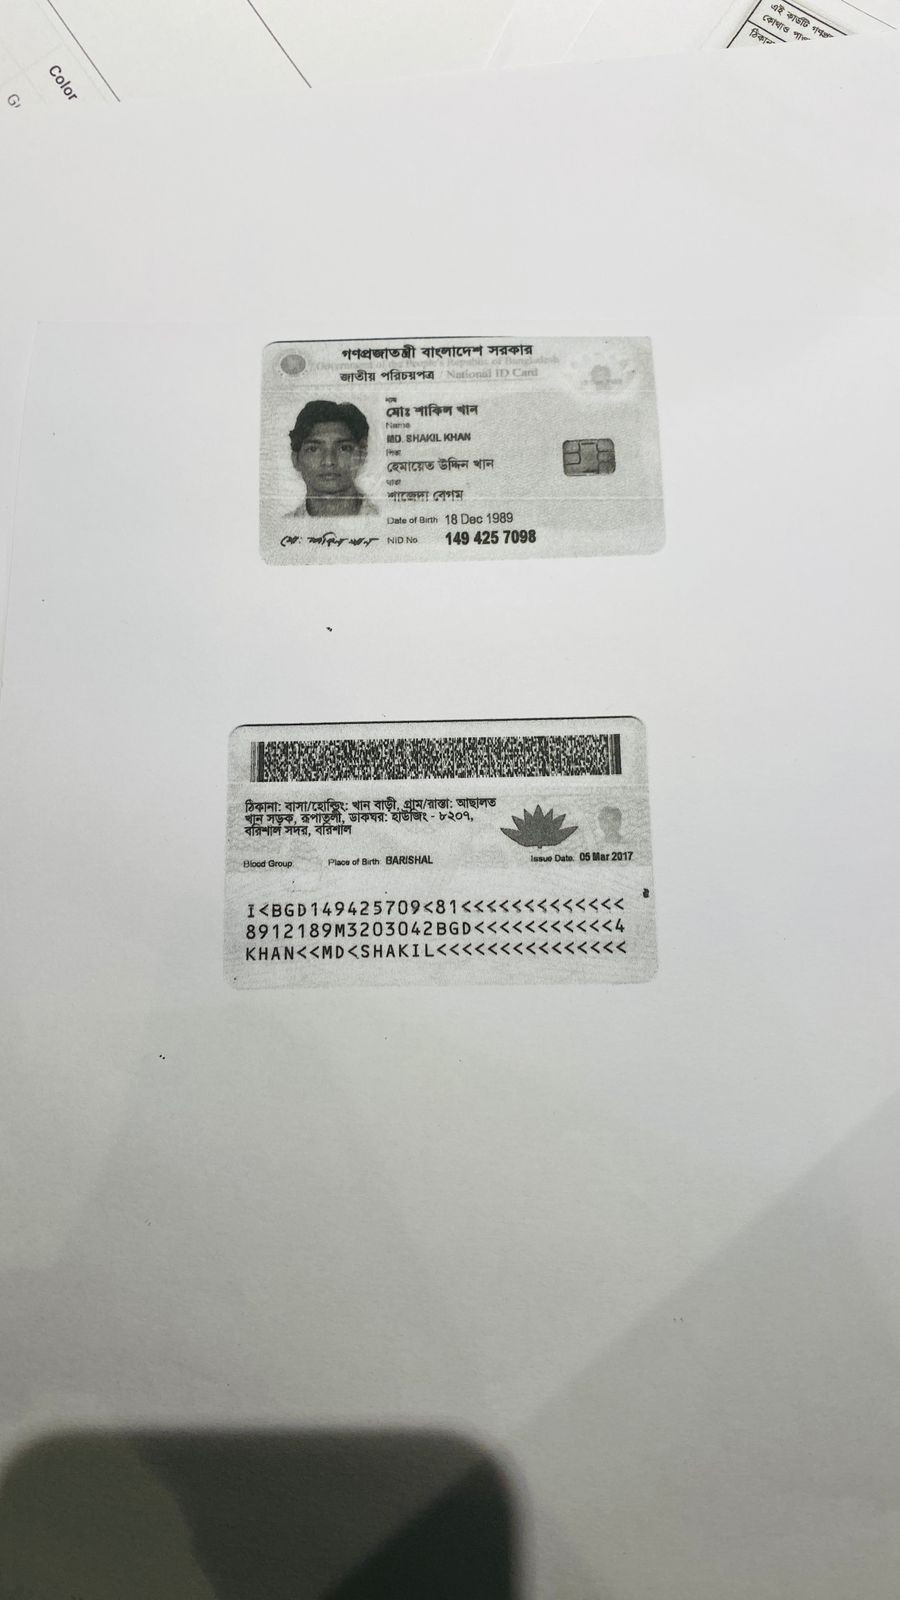 Color
এই কার্ডটি গণপ্রজা
কোথাও পা
ঠিকানা
গণপ্রজাতন্ত্রী বাংলাদেশ সরকার
Government of the People's Republic of Bangladesh
জাতীয় পরিচয়পত্র / National ID Card
নাম
মোঃ শাকিল খান
Name
MD. SHAKIL KHAN
পিতা
হেমায়েত উদ্দিন খান
মাতা
শাজেদা বেগম
Date of Birth 18 Dec 1989
মো: শাকিল খান NID No 149 425 7098
ঠিকানা: বাসা/হোল্ডিং: খান বাড়ী, গ্রাম/রাস্তা: আছালত
খান সড়ক, রূপাতলী, ডাকঘর: হাউজিং - ৮২০৭,
বরিশাল সদর, বরিশাল
Blood Group: Place of Birth: BARISHAL Issue Date: 05 Mar 2017
I<BGD149425709<81<<<<<<<<<<<<<
8912189M3203042BGD<<<<<<<<<<<4
KHAN<<MD<SHAKIL<<<<<<<<<<<<<<<